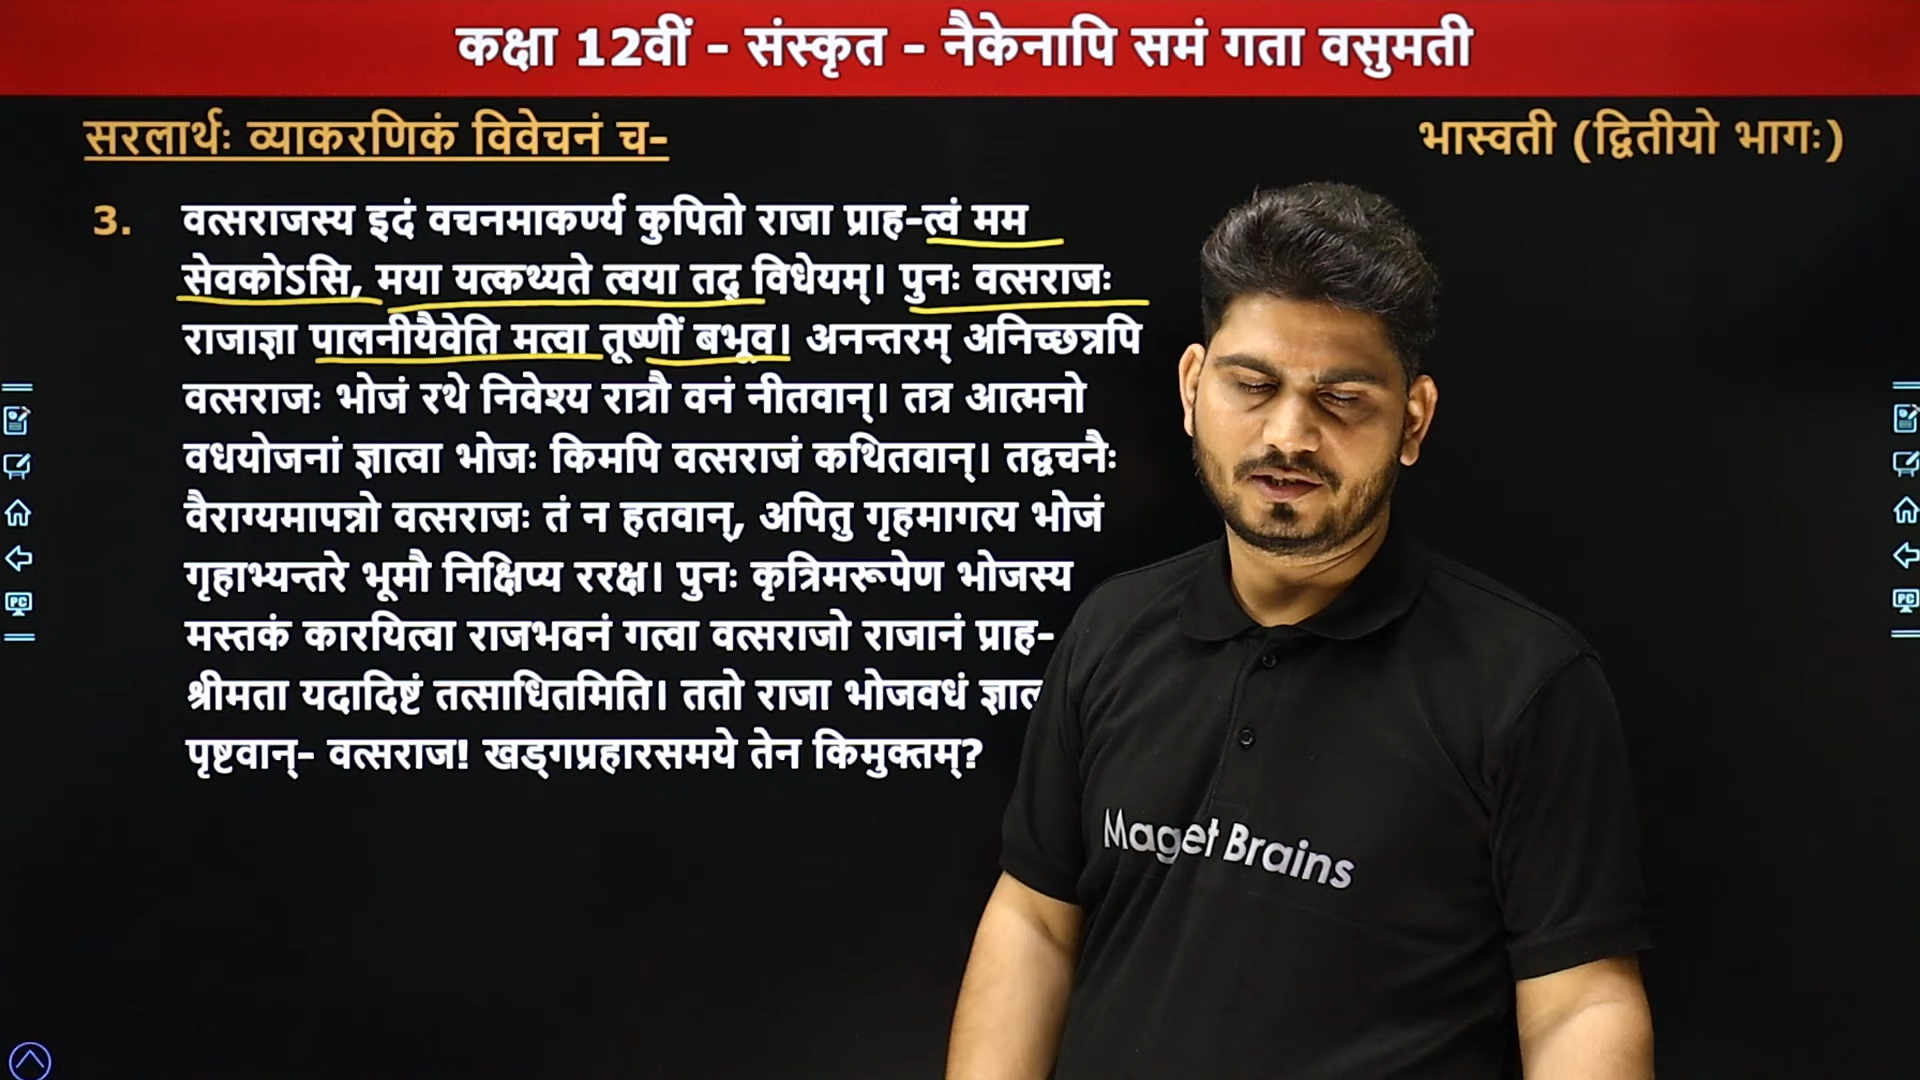 कक्षा 12वीं - संस्कृत - नैकेनापि समं गता वसुमती
सरलार्थः व्याकरणिकं विवेचनं च-
भास्वती (द्वितीयो भागः)
3. वत्सराजस्य इदं वचनमाकर्ण्य कुपितो राजा प्राह-त्वं मम
सेवकोऽसि, मया यत्कथ्यते त्वया तद् विधेयम्। पुनः वत्सराजः
राजाज्ञा पालनीयैवेति मत्वा तूष्णीं बभूव। अनन्तरम् अनिच्छन्नपि
वत्सराजः भोजं रथे निवेश्य रात्रौ वनं नीतवान्। तत्र आत्मनो
वधयोजनां ज्ञात्वा भोजः किमपि वत्सराजं कथितवान्। तद्वचनैः
वैराग्यमापन्नो वत्सराजः तं न हतवान्, अपितु गृहमागत्य भोजं
गृहाभ्यन्तरे भूमौ निक्षिप्य ररक्ष। पुनः कृत्रिमरूपेण भोजस्य
मस्तकं कारयित्वा राजभवनं गत्वा वत्सराजो राजानं प्राह-
श्रीमता यदादिष्टं तत्साधितमिति। ततो राजा भोजवधं
पृष्टवान्- वत्सराज! खड्गप्रहारसमये तेन किमुक्तम्?
PC
PC
Magnet Brains